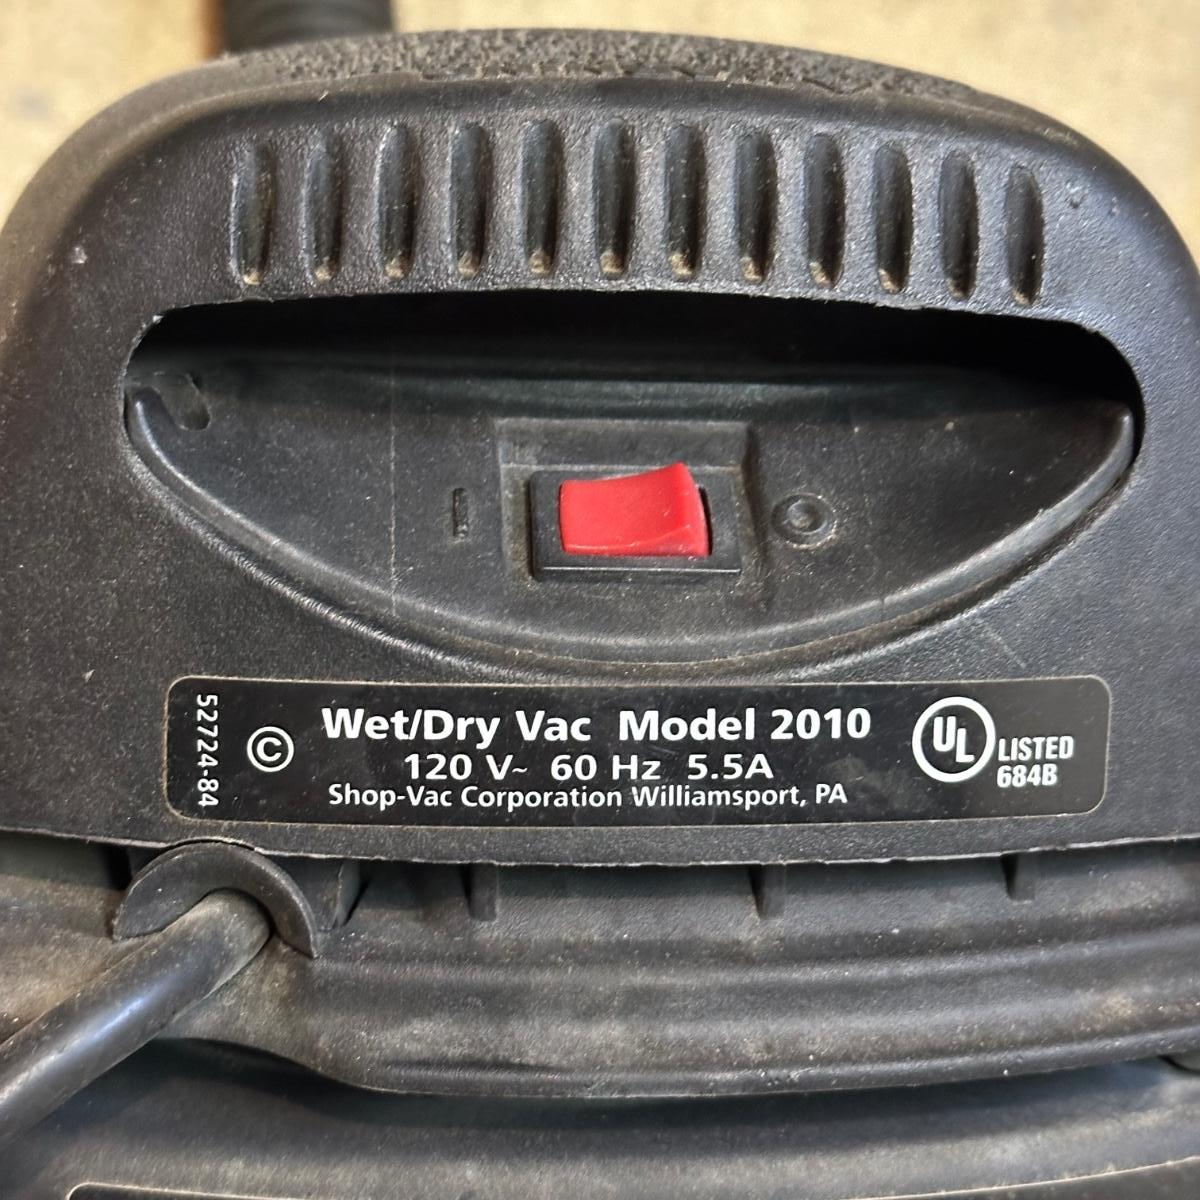 52724-84
© Wet/Dry Vac Model 2010
120 V~ 60 Hz 5.5A
Shop-Vac Corporation Williamsport, PA
UL LISTED
684B